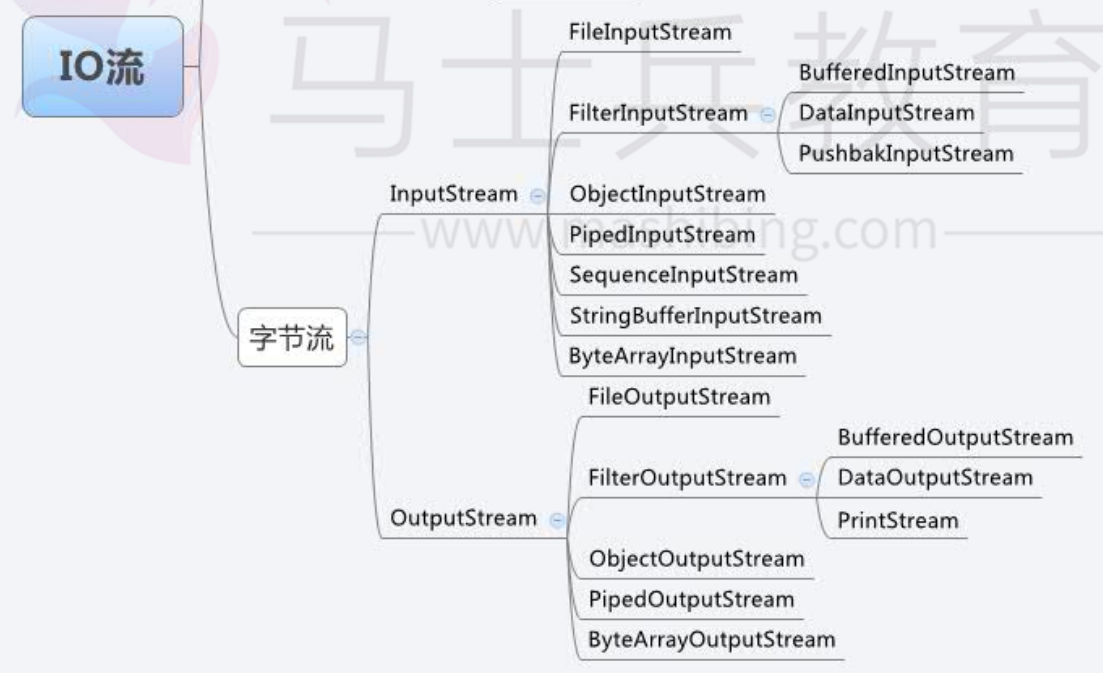 IO流
马士兵教育
www.mashibing.com
字节流
InputStream
FileInputStream
FilterInputStream
BufferedInputStream
DataInputStream
PushbakInputStream
ObjectInputStream
PipedInputStream
SequenceInputStream
StringBufferInputStream
ByteArrayInputStream
OutputStream
FileOutputStream
FilterOutputStream
BufferedOutputStream
DataOutputStream
PrintStream
ObjectOutputStream
PipedOutputStream
ByteArrayOutputStream